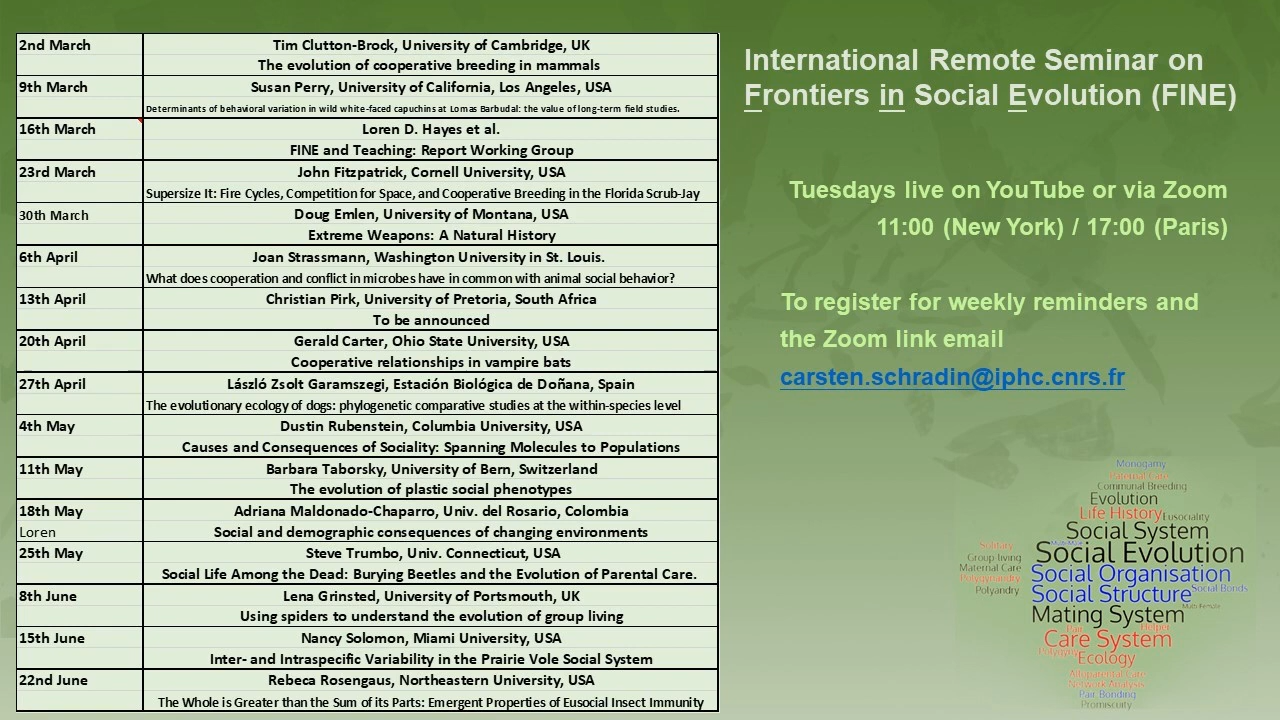 2nd March
Tim Clutton-Brock, University of Cambridge, UK
The evolution of cooperative breeding in mammals
9th March
Susan Perry, University of California, Los Angeles, USA
Determinants of behavioral variation in wild white-faced capuchins at Lomas Barbudal: the value of long-term field studies.
16th March
Loren D. Hayes et al.
FINE and Teaching: Report Working Group
23rd March
John Fitzpatrick, Cornell University, USA
Supersize It: Fire Cycles, Competition for Space, and Cooperative Breeding in the Florida Scrub-Jay
30th March
Doug Emlen, University of Montana, USA
Extreme Weapons: A Natural History
6th April
Joan Strassmann, Washington University in St. Louis.
What does cooperation and conflict in microbes have in common with animal social behavior?
13th April
Christian Pirk, University of Pretoria, South Africa
To be announced
20th April
Gerald Carter, Ohio State University, USA
Cooperative relationships in vampire bats
27th April
László Zsolt Garamszegi, Estación Biológica de Doñana, Spain
The evolutionary ecology of dogs: phylogenetic comparative studies at the within-species level
4th May
Dustin Rubenstein, Columbia University, USA
Causes and Consequences of Sociality: Spanning Molecules to Populations
11th May
Barbara Taborsky, University of Bern, Switzerland
The evolution of plastic social phenotypes
18th May
Adriana Maldonado-Chaparro, Univ. del Rosario, Colombia
Loren
Social and demographic consequences of changing environments
25th May
Steve Trumbo, Univ. Connecticut, USA
Social Life Among the Dead: Burying Beetles and the Evolution of Parental Care.
8th June
Lena Grinsted, University of Portsmouth, UK
Using spiders to understand the evolution of group living
15th June
Nancy Solomon, Miami University, USA
Inter- and Intraspecific Variability in the Prairie Vole Social System
22nd June
Rebeca Rosengaus, Northeastern University, USA
The Whole is Greater than the Sum of its Parts: Emergent Properties of Eusocial Insect Immunity
International Remote Seminar on
Frontiers in Social Evolution (FINE)
Tuesdays live on YouTube or via Zoom
11:00 (New York) / 17:00 (Paris)
To register for weekly reminders and
the Zoom link email
carsten.schradin@iphc.cnrs.fr
Monogamy
Paternal Care
Communal Breeding
Evolution
Life History
Eusociality
Social System
Solitary
Social Evolution
Group living
Maternal Care
Social Organisation
Polygynandry
Social Structure
Social Bonds
Polyandry
Multi-Female
Mating System
Pair
Helper
Care System
Polygyny
Ecology
Alloparental Care
Network Analysis
Pair Bonding
Promiscuity